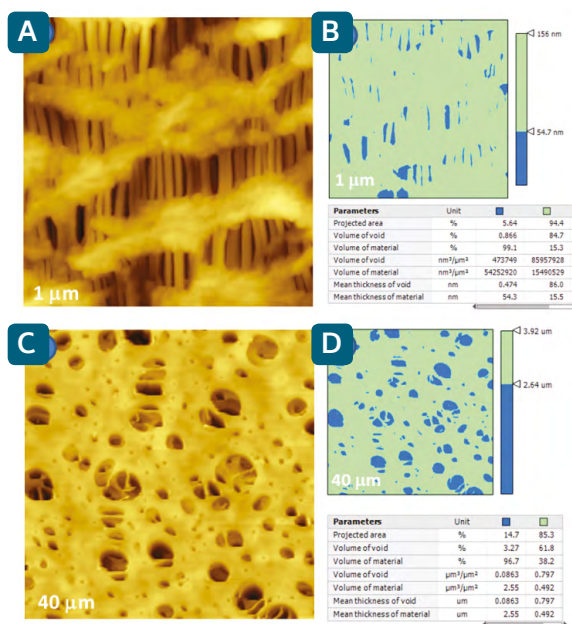 A
1 µm
B
156 nm
54.7 nm
1 µm
Parameters Unit
Projected area % 5.64 94.4
Volume of void % 0.866 84.7
Volume of material % 99.1 15.3
Volume of void nm³/µm² 473749 85957928
Volume of material nm³/µm² 54252920 15490529
Mean thickness of void nm 0.474 86.0
Mean thickness of material nm 54.3 15.5
C
40 µm
D
3.92 um
2.64 um
40 µm
Parameters Unit
Projected area % 14.7 85.3
Volume of void % 3.27 61.8
Volume of material % 96.7 38.2
Volume of void µm³/µm² 0.0863 0.797
Volume of material µm³/µm² 2.55 0.492
Mean thickness of void um 0.0863 0.797
Mean thickness of material um 2.55 0.492